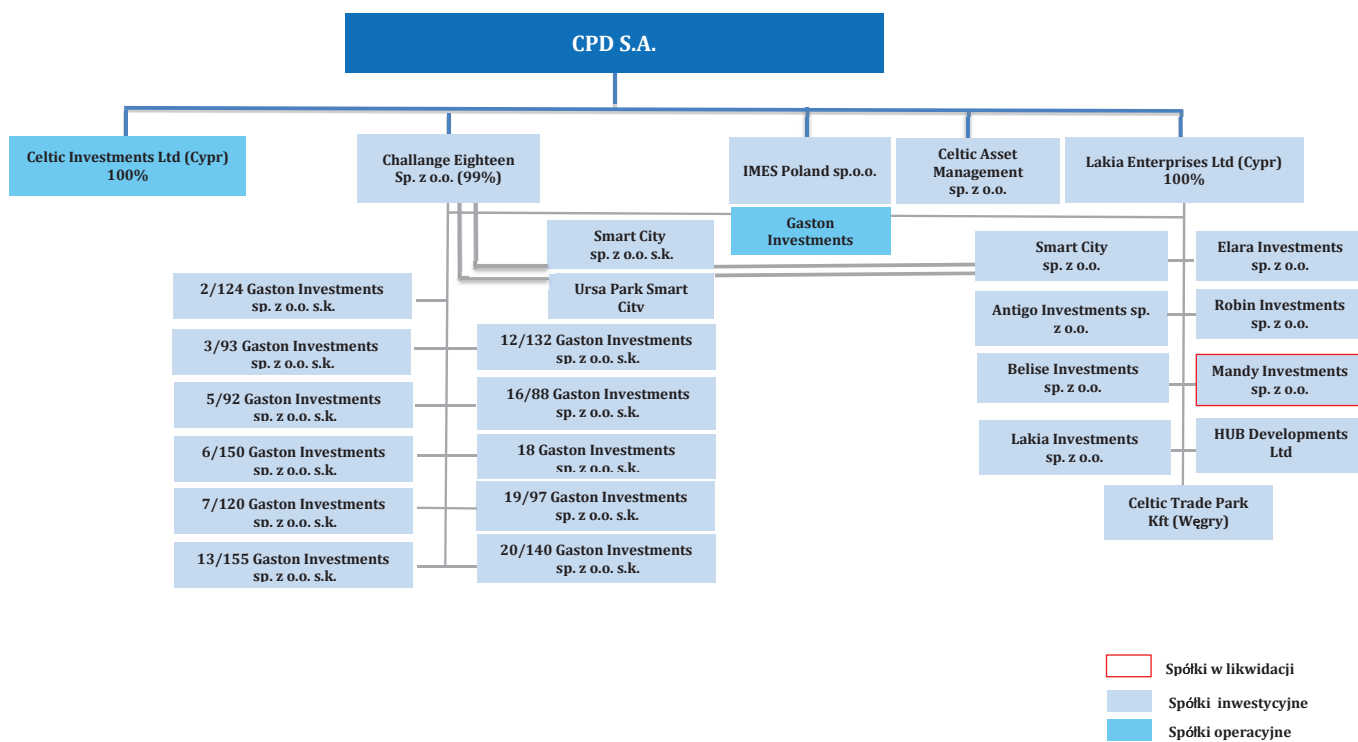 CPD S.A.
Celtic Investments Ltd (Cypr)
100%
Challange Eighteen
Sp. z o.o. (99%)
IMES Poland sp.o.o.
Celtic Asset
Management
sp. z o.o.
Lakia Enterprises Ltd (Cypr)
100%
Gaston
Investments
Smart City
sp. z o.o. s.k.
Ursa Park Smart
City
Smart City
sp. z o.o.
Elara Investments
sp. z o.o.
2/124 Gaston Investments
sp. z o.o. s.k.
Antigo Investments sp.
z o.o.
Robin Investments
sp. z o.o.
3/93 Gaston Investments
sp. z o.o. s.k.
12/132 Gaston Investments
sp. z o.o. s.k.
Belise Investments
sp. z o.o.
Mandy Investments
sp. z o.o.
5/92 Gaston Investments
sp. z o.o. s.k.
16/88 Gaston Investments
sp. z o.o. s.k.
Lakia Investments
sp. z o.o.
HUB Developments
Ltd
6/150 Gaston Investments
sp. z o.o. s.k.
18 Gaston Investments
sp. z o.o. s.k.
7/120 Gaston Investments
sp. z o.o. s.k.
19/97 Gaston Investments
sp. z o.o. s.k.
Celtic Trade Park
Kft (Węgry)
13/155 Gaston Investments
sp. z o.o. s.k.
20/140 Gaston Investments
sp. z o.o. s.k.
Spółki w likwidacji
Spółki inwestycyjne
Spółki operacyjne